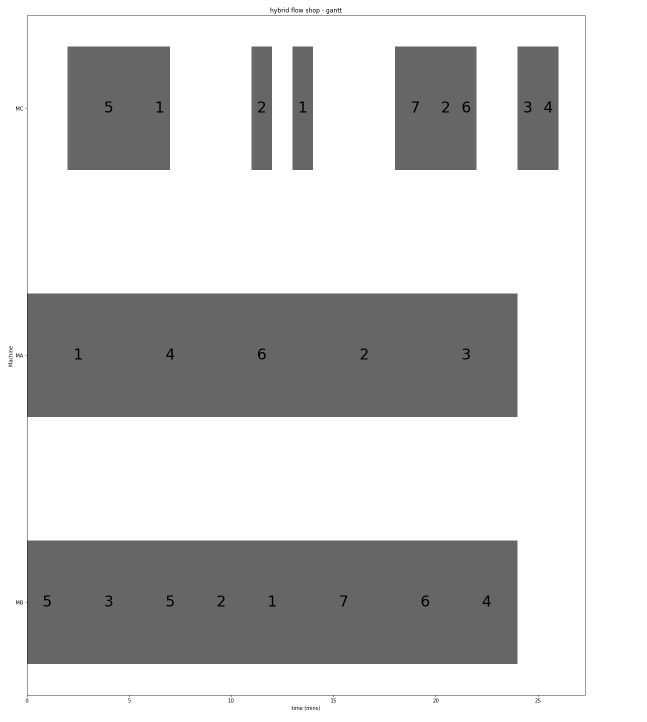 hybrid flow shop - gantt
MC
5 1 2 1 7 2 6 3 4
MA
1 4 6 2 3
Machine
MB
5 3 5 2 1 7 6 4
0 5 10 15 20 25
time (mins)